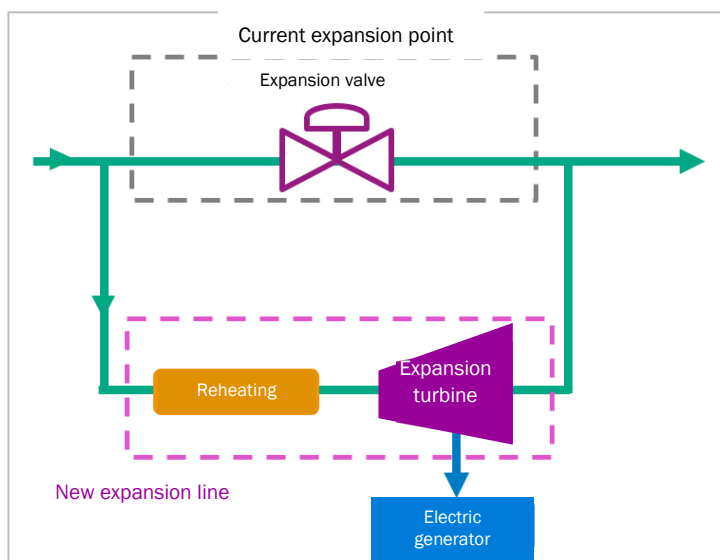 Current expansion point
Expansion valve
Reheating
Expansion
turbine
New expansion line
Electric
generator